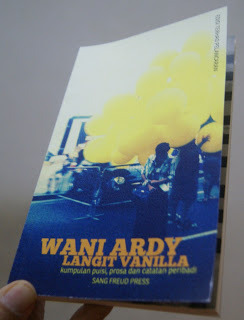 WANI ARDY
LANGIT VANILLA
kumpulan puisi, prosa dan catatan peribadi
SANG FREUD PRESS